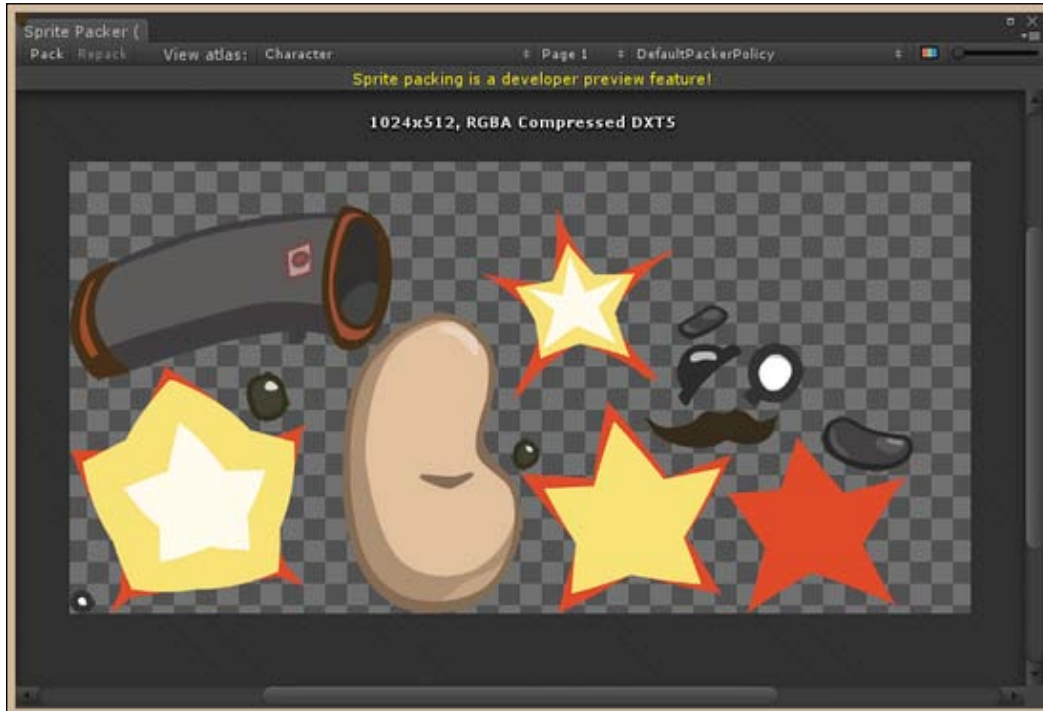 Sprite Packer (
Pack Repack View atlas: Character Page 1 DefaultPackerPolicy
Sprite packing is a developer preview feature!
1024x512, RGBA Compressed DXT5